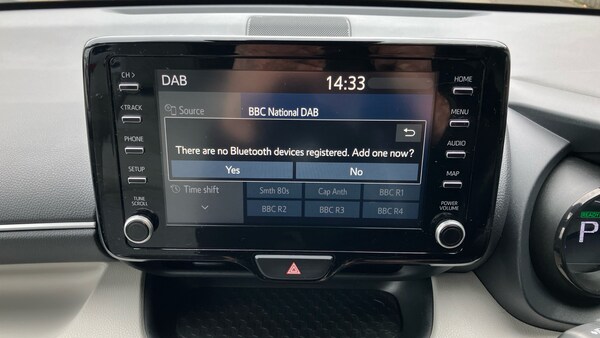 DAB
14:33
CH >
< TRACK
PHONE
SETUP
TUNE
SCROLL
HOME
MENU
AUDIO
MAP
POWER
VOLUME
Source
BBC National DAB
There are no Bluetooth devices registered. Add one now?
Yes No
Time shift
Smth 80s Cap Anth BBC R1
BBC R2 BBC R3 BBC R4
READY
P